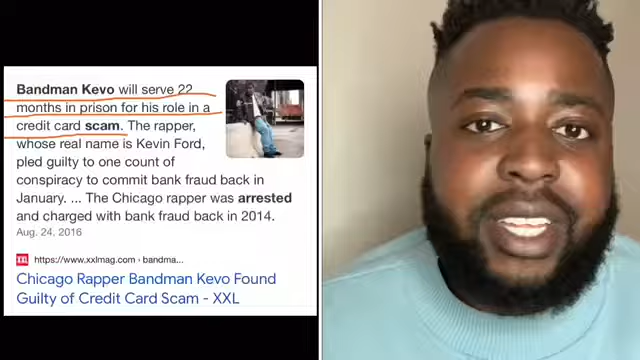 Bandman Kevo will serve 22
months in prison for his role in a
credit card scam. The rapper,
whose real name is Kevin Ford,
pled guilty to one count of
conspiracy to commit bank fraud back in
January. ... The Chicago rapper was arrested
and charged with bank fraud back in 2014.
Aug. 24, 2016
XXL https://www.xxlmag.com › bandma...
Chicago Rapper Bandman Kevo Found
Guilty of Credit Card Scam - XXL